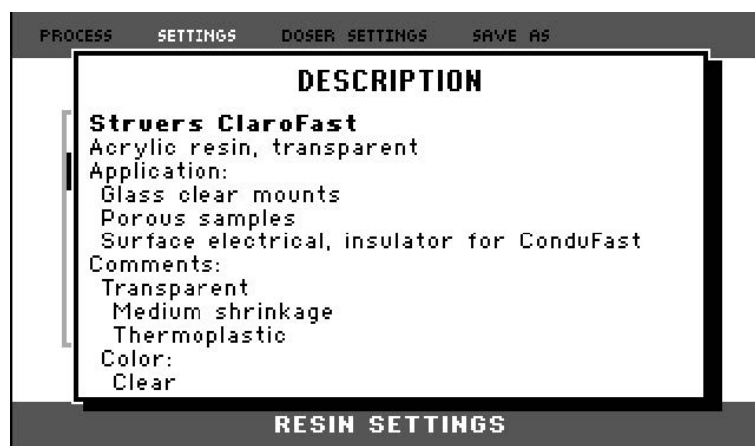 PROCESS SETTINGS DOSER SETTINGS SAVE AS
DESCRIPTION
Struers ClaroFast
Acrylic resin, transparent
Application:
Glass clear mounts
Porous samples
Surface electrical, insulator for ConduFast
Comments:
Transparent
Medium shrinkage
Thermoplastic
Color:
Clear
RESIN SETTINGS